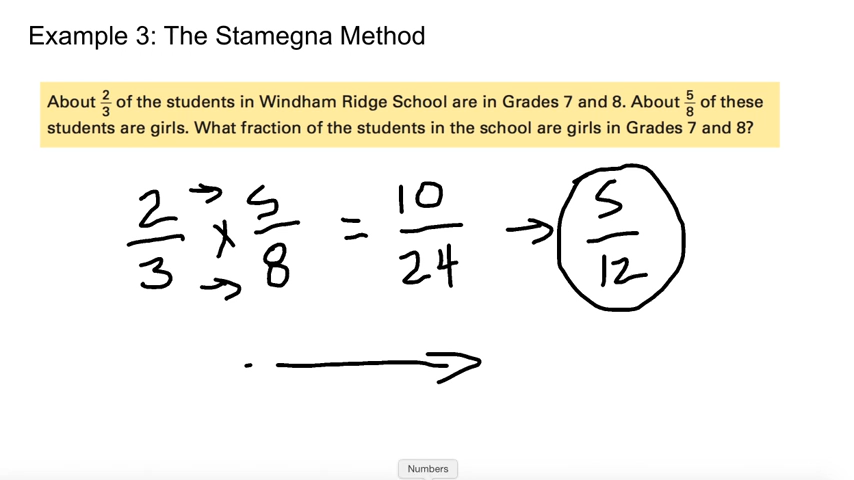 Example 3: The Stamegna Method
About 2/3 of the students in Windham Ridge School are in Grades 7 and 8. About 5/8 of these
students are girls. What fraction of the students in the school are girls in Grades 7 and 8?
2/3 → × → 5/8 = 10/24 → 5/12
Numbers